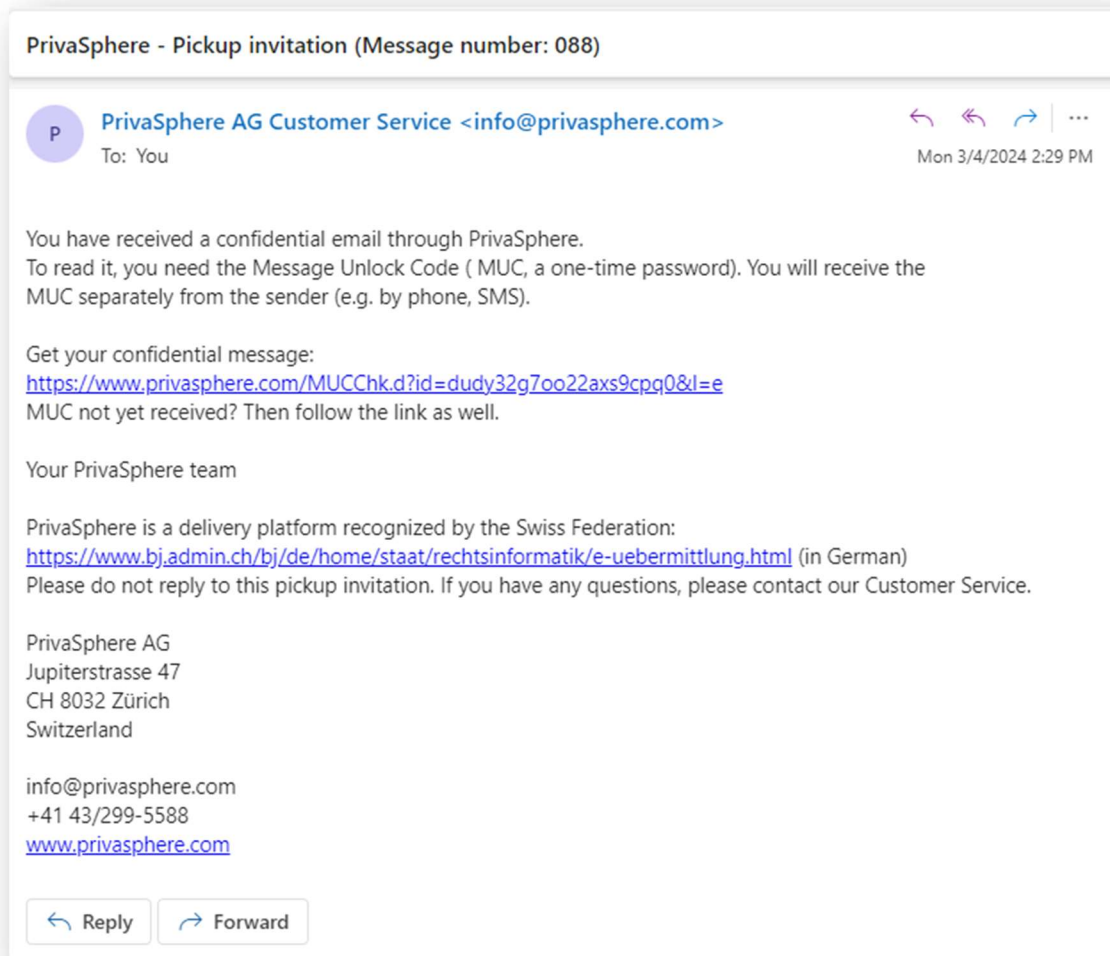 PrivaSphere - Pickup invitation (Message number: 088)
P
PrivaSphere AG Customer Service <info@privasphere.com>
To: You
Mon 3/4/2024 2:29 PM
You have received a confidential email through PrivaSphere.
To read it, you need the Message Unlock Code ( MUC, a one-time password). You will receive the
MUC separately from the sender (e.g. by phone, SMS).
Get your confidential message:
https://www.privasphere.com/MUCChk.d?id=dudy32g7oo22axs9cpq0&l=e
MUC not yet received? Then follow the link as well.
Your PrivaSphere team
PrivaSphere is a delivery platform recognized by the Swiss Federation:
https://www.bj.admin.ch/bj/de/home/staat/rechtsinformatik/e-uebermittlung.html (in German)
Please do not reply to this pickup invitation. If you have any questions, please contact our Customer Service.
PrivaSphere AG
Jupiterstrasse 47
CH 8032 Zürich
Switzerland
info@privasphere.com
+41 43/299-5588
www.privasphere.com
Reply Forward